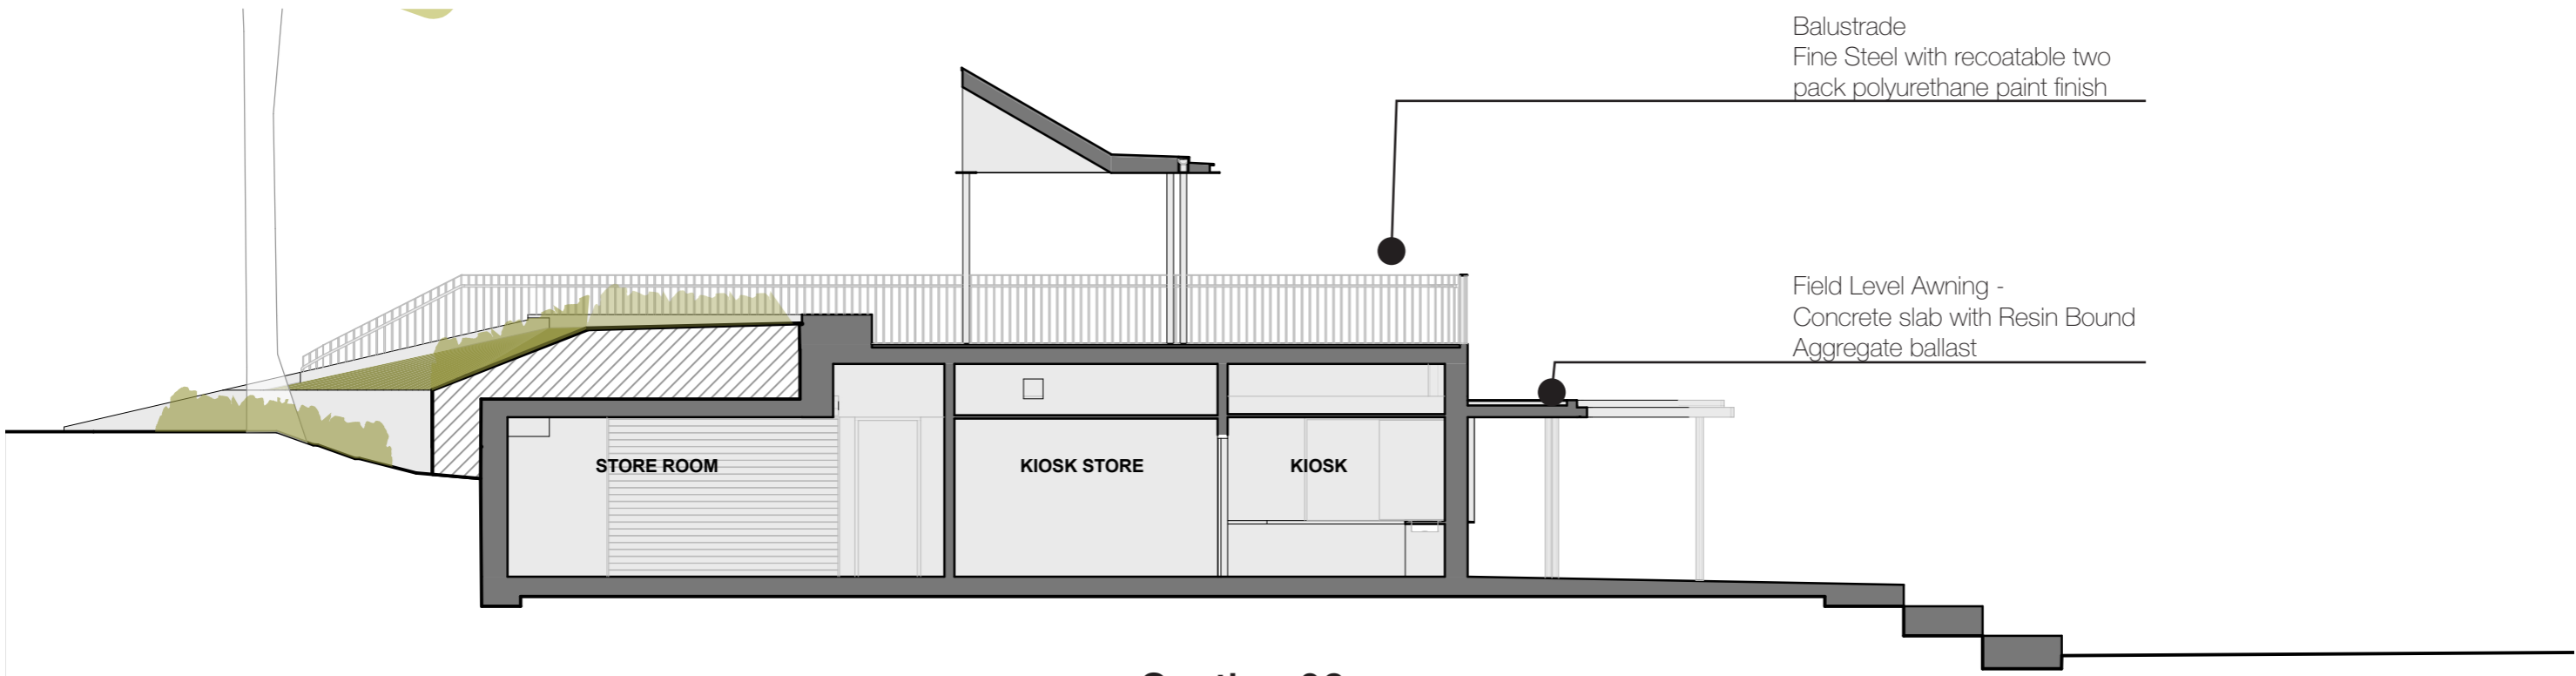 Balustrade
Fine Steel with recoatable two
pack polyurethane paint finish
Field Level Awning -
Concrete slab with Resin Bound
Aggregate ballast
STORE ROOM
KIOSK STORE
KIOSK